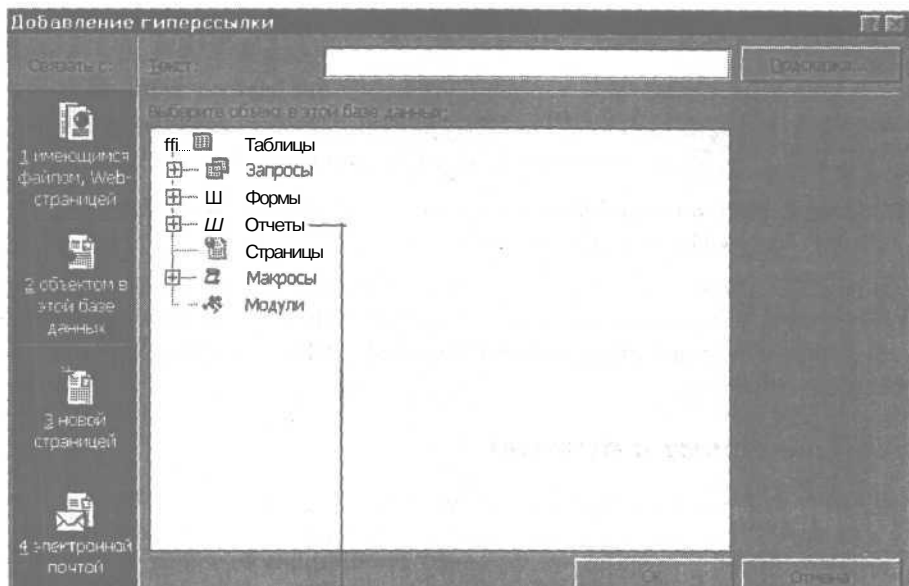 Добавление гиперссылки
Связать с:
Текст:
Подсказка...
Выберите объект в этой базе данных:
1 имеющимся
файлом, Web-
страницей
2 объектом в
этой базе
данных
3 новой
страницей
4 электронной
почтой
ffi Таблицы
Запросы
Ш Формы
Ш Отчеты
Страницы
Макросы
Модули
ОК
Отмена